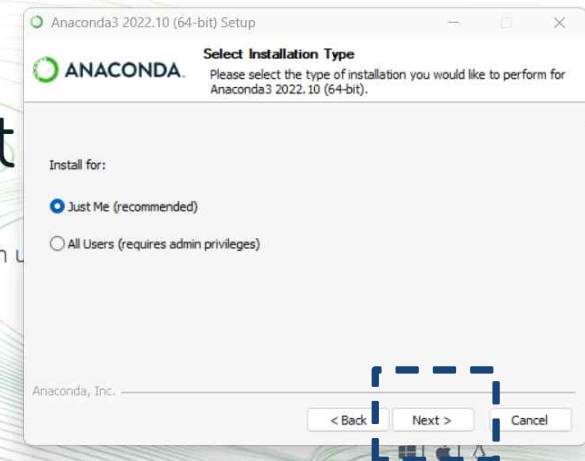 Anaconda3 2022.10 (64-bit) Setup
ANACONDA.
Select Installation Type
Please select the type of installation you would like to perform for
Anaconda3 2022.10 (64-bit).
t
Install for:
Just Me (recommended)
All Users (requires admin privileges)
n u
Anaconda, Inc.
< Back Next > Cancel